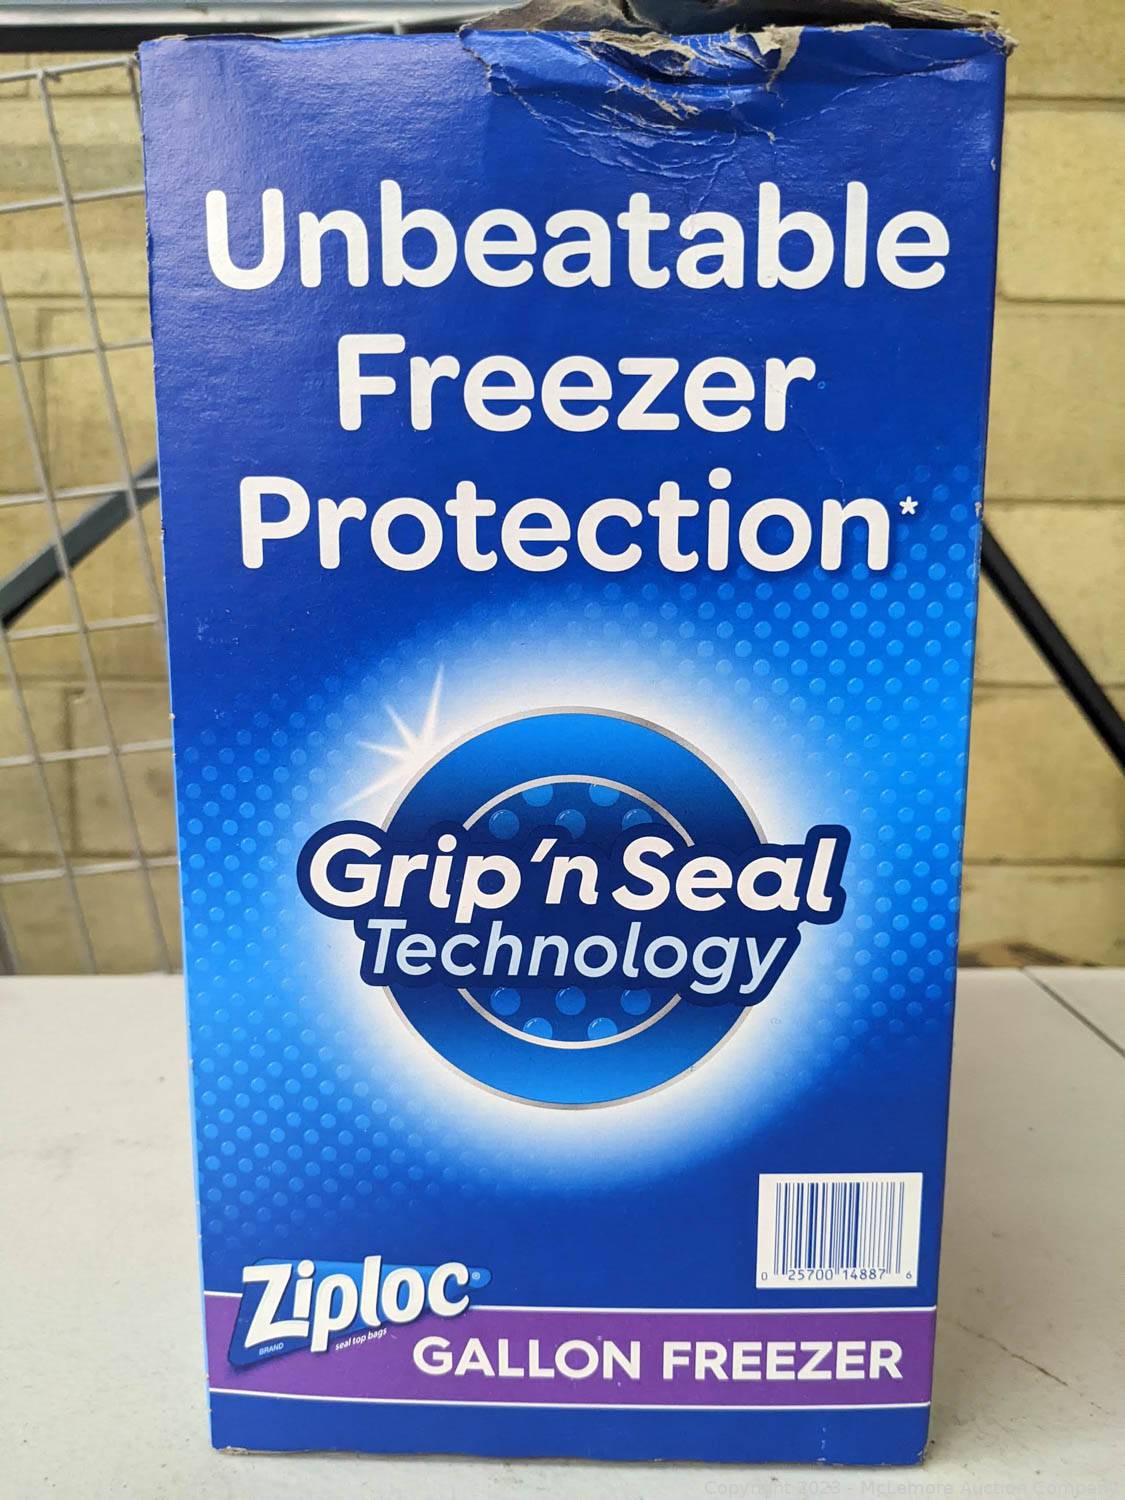 Unbeatable
Freezer
Protection*
Grip'n Seal
Technology
0 25700 14887 6
Ziploc®
BRAND
seal top bags
GALLON FREEZER
Copyright 2023 - McLemore Auction Company